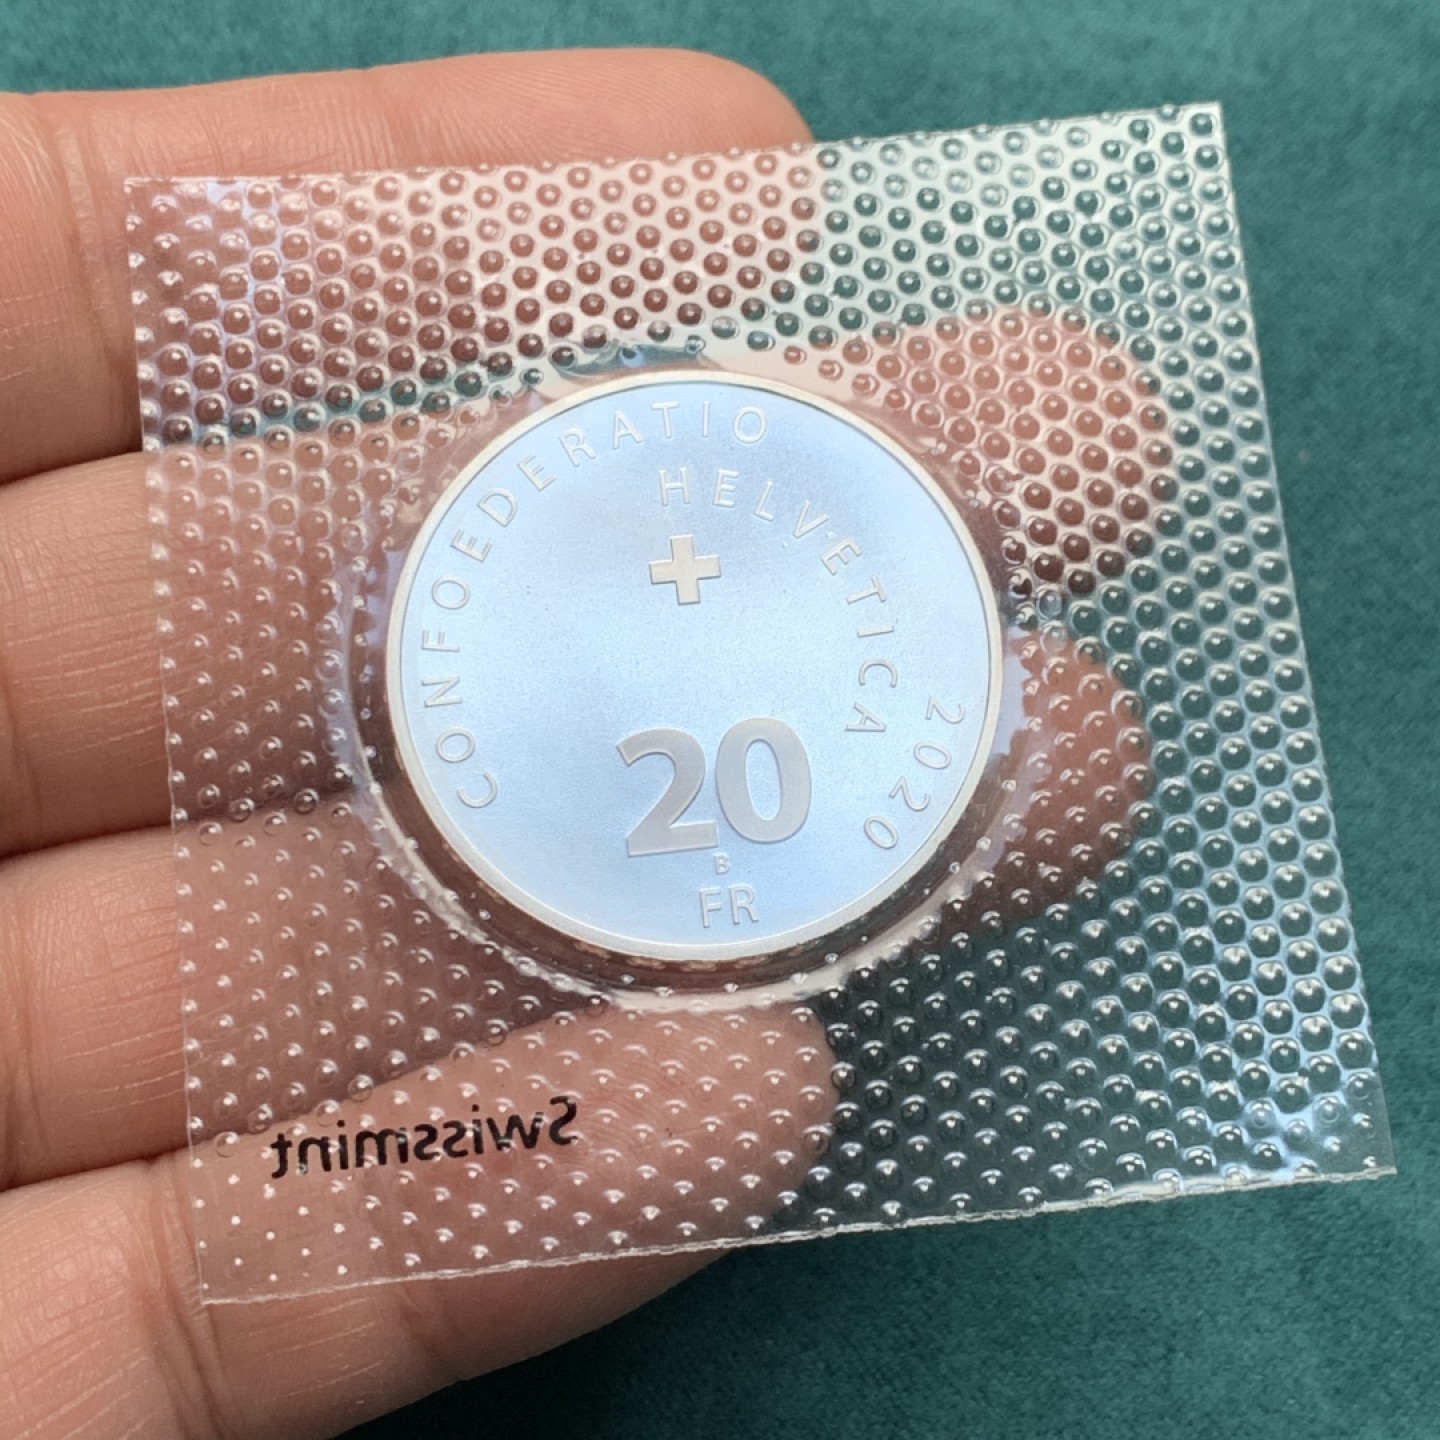 CONFOEDERATIO
HELVETICA
2020
20
B
FR
Swissmint